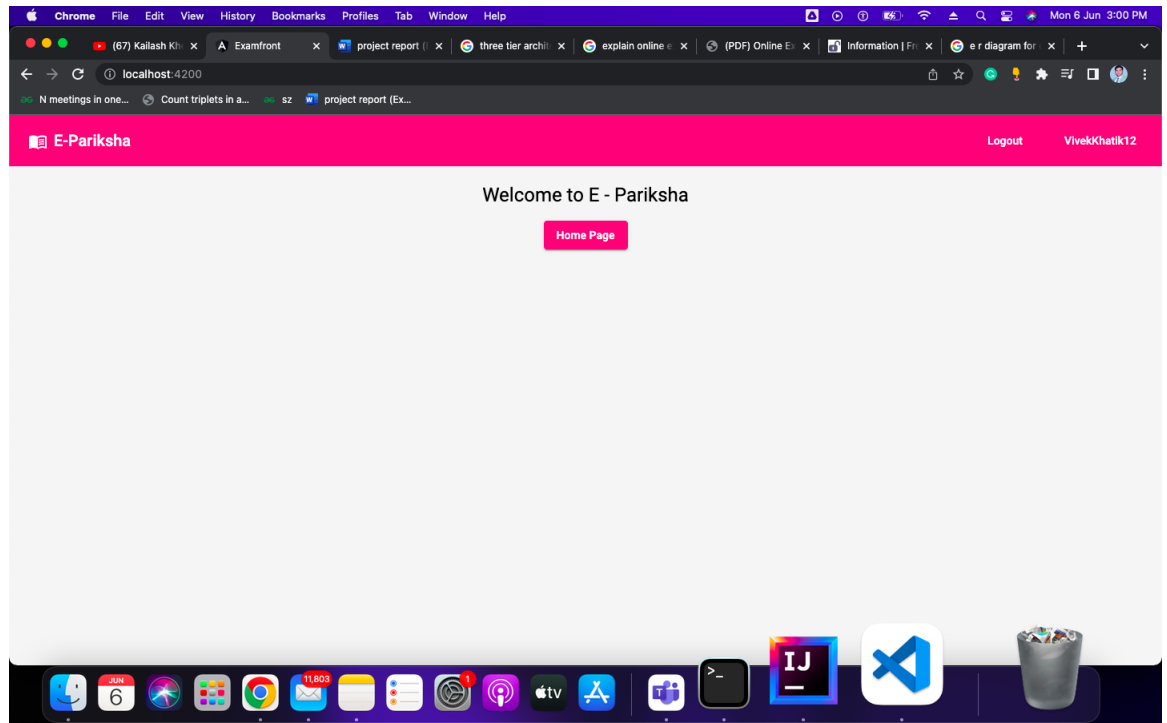 Chrome File Edit View History Bookmarks Profiles Tab Window Help Mon 6 Jun 3:00 PM
(67) Kailash Kh Examfront project report ( three tier archit explain online e (PDF) Online Ex Information | Fr e r diagram for
localhost:4200
N meetings in one... Count triplets in a... sz project report (Ex...
E-Pariksha Logout VivekKhatik12
Welcome to E - Pariksha
Home Page
JUN 11,803 1 IJ
6 tv >_